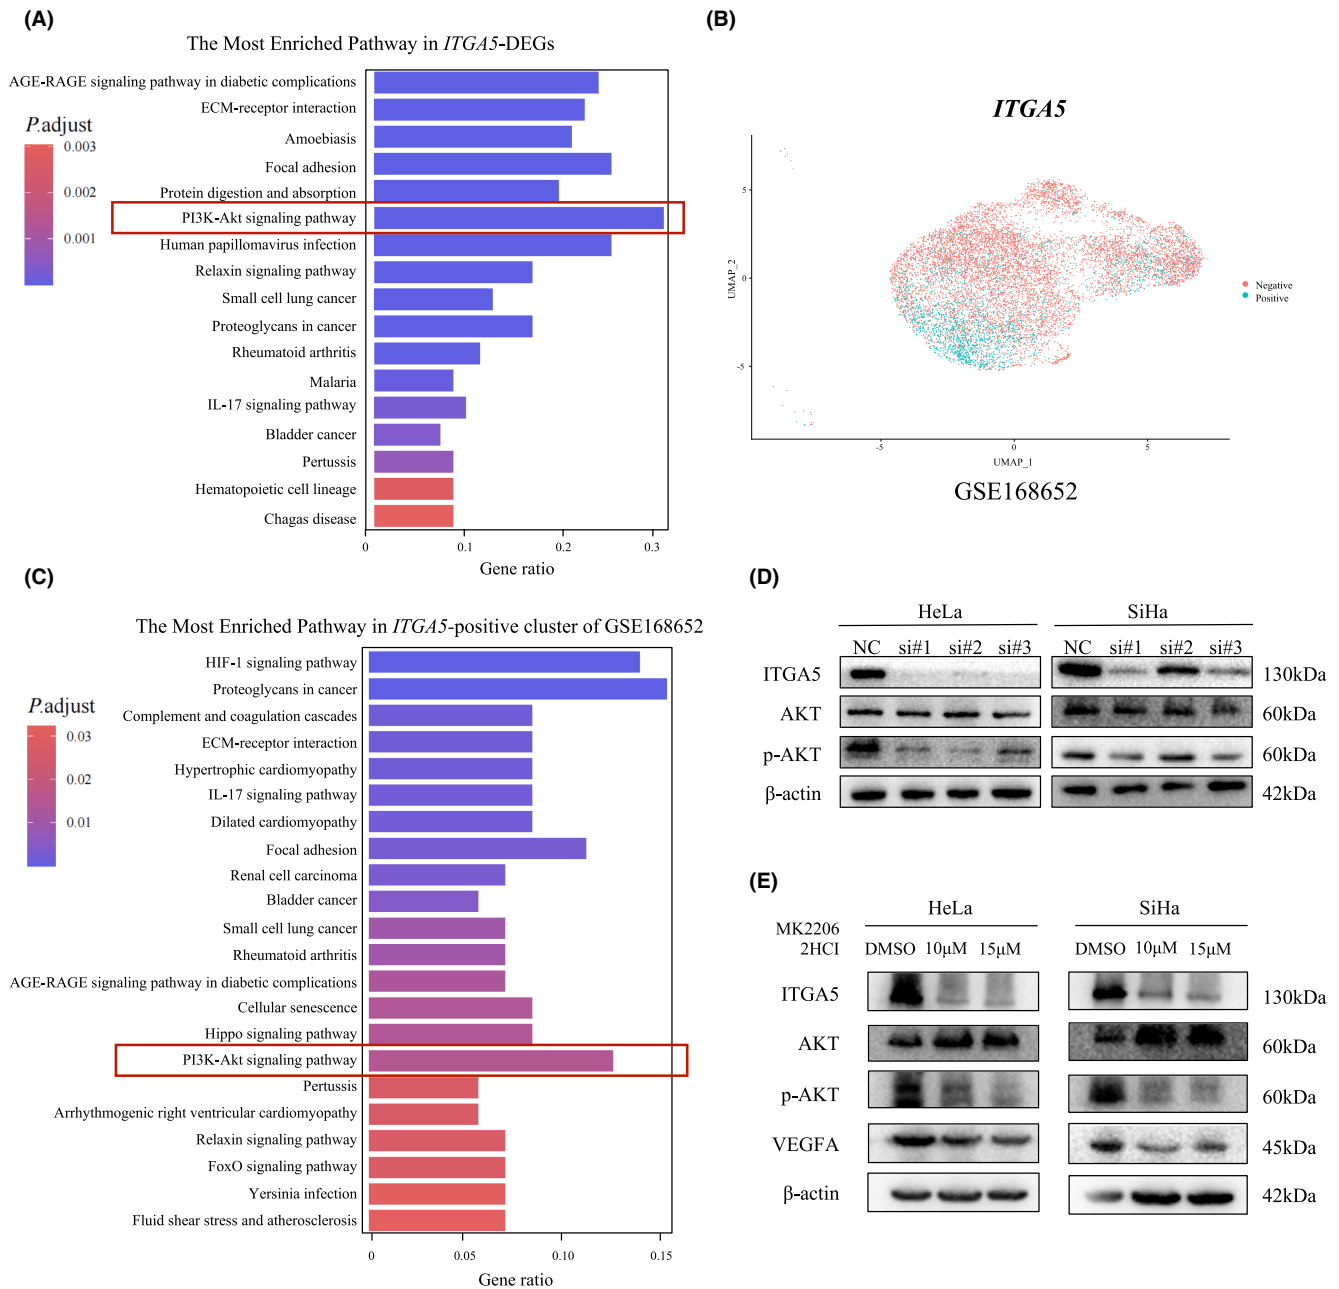 (A)
The Most Enriched Pathway in ITGA5-DEGs
P.adjust
0.003
0.002
0.001
AGE-RAGE signaling pathway in diabetic complications
ECM-receptor interaction
Amoebiasis
Focal adhesion
Protein digestion and absorption
PI3K-Akt signaling pathway
Human papillomavirus infection
Relaxin signaling pathway
Small cell lung cancer
Proteoglycans in cancer
Rheumatoid arthritis
Malaria
IL-17 signaling pathway
Bladder cancer
Pertussis
Hematopoietic cell lineage
Chagas disease
0 0.1 0.2 0.3
Gene ratio
(B)
ITGA5
UMAP_2
5
0
-5
-5 0 5
UMAP_1
Negative
Positive
GSE168652
(C)
The Most Enriched Pathway in ITGA5-positive cluster of GSE168652
P.adjust
0.03
0.02
0.01
HIF-1 signaling pathway
Proteoglycans in cancer
Complement and coagulation cascades
ECM-receptor interaction
Hypertrophic cardiomyopathy
IL-17 signaling pathway
Dilated cardiomyopathy
Focal adhesion
Renal cell carcinoma
Bladder cancer
Small cell lung cancer
Rheumatoid arthritis
AGE-RAGE signaling pathway in diabetic complications
Cellular senescence
Hippo signaling pathway
PI3K-Akt signaling pathway
Pertussis
Arrhythmogenic right ventricular cardiomyopathy
Relaxin signaling pathway
FoxO signaling pathway
Yersinia infection
Fluid shear stress and atherosclerosis
0 0.05 0.10 0.15
Gene ratio
(D)
HeLa SiHa
NC si#1 si#2 si#3 NC si#1 si#2 si#3
ITGA5 130kDa
AKT 60kDa
p-AKT 60kDa
β-actin 42kDa
(E)
HeLa SiHa
MK2206
2HCl DMSO 10μM 15μM DMSO 10μM 15μM
ITGA5 130kDa
AKT 60kDa
p-AKT 60kDa
VEGFA 45kDa
β-actin 42kDa